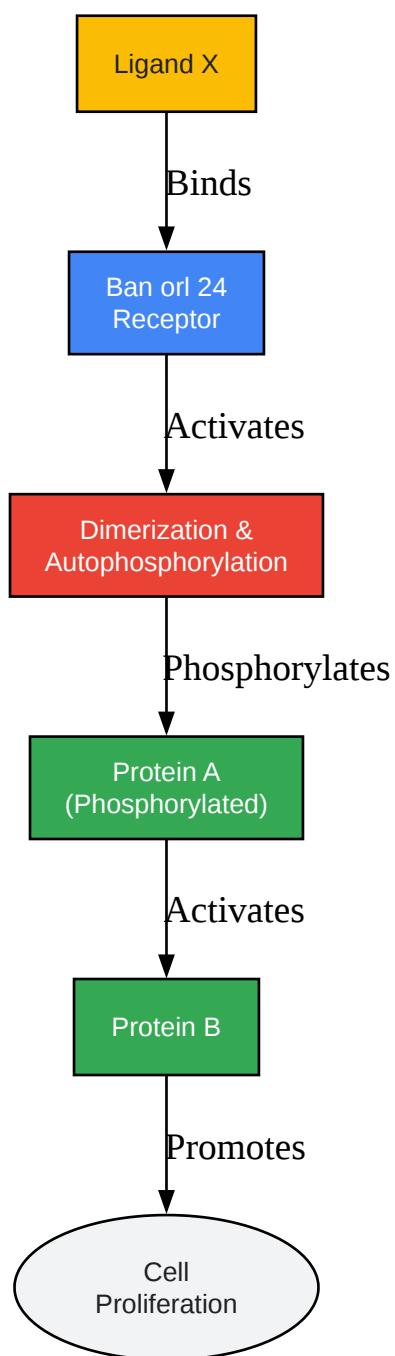 Ligand X
Binds
Ban orl 24
Receptor
Activates
Dimerization &
Autophosphorylation
Phosphorylates
Protein A
(Phosphorylated)
Activates
Protein B
Promotes
Cell
Proliferation